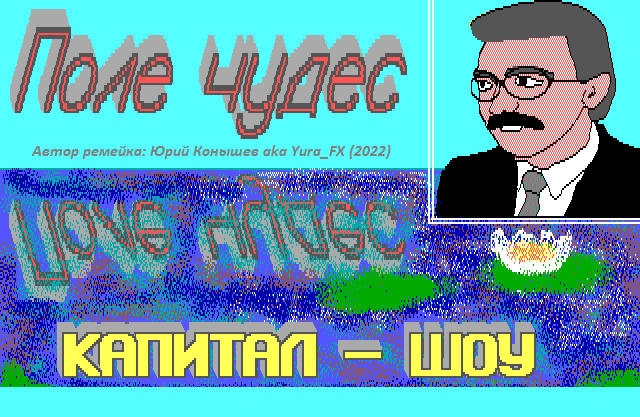 Поле чудес
Автор ремейка: Юрий Конышев aka Yura_FX (2022)
КАПИТАЛ – ШОУ